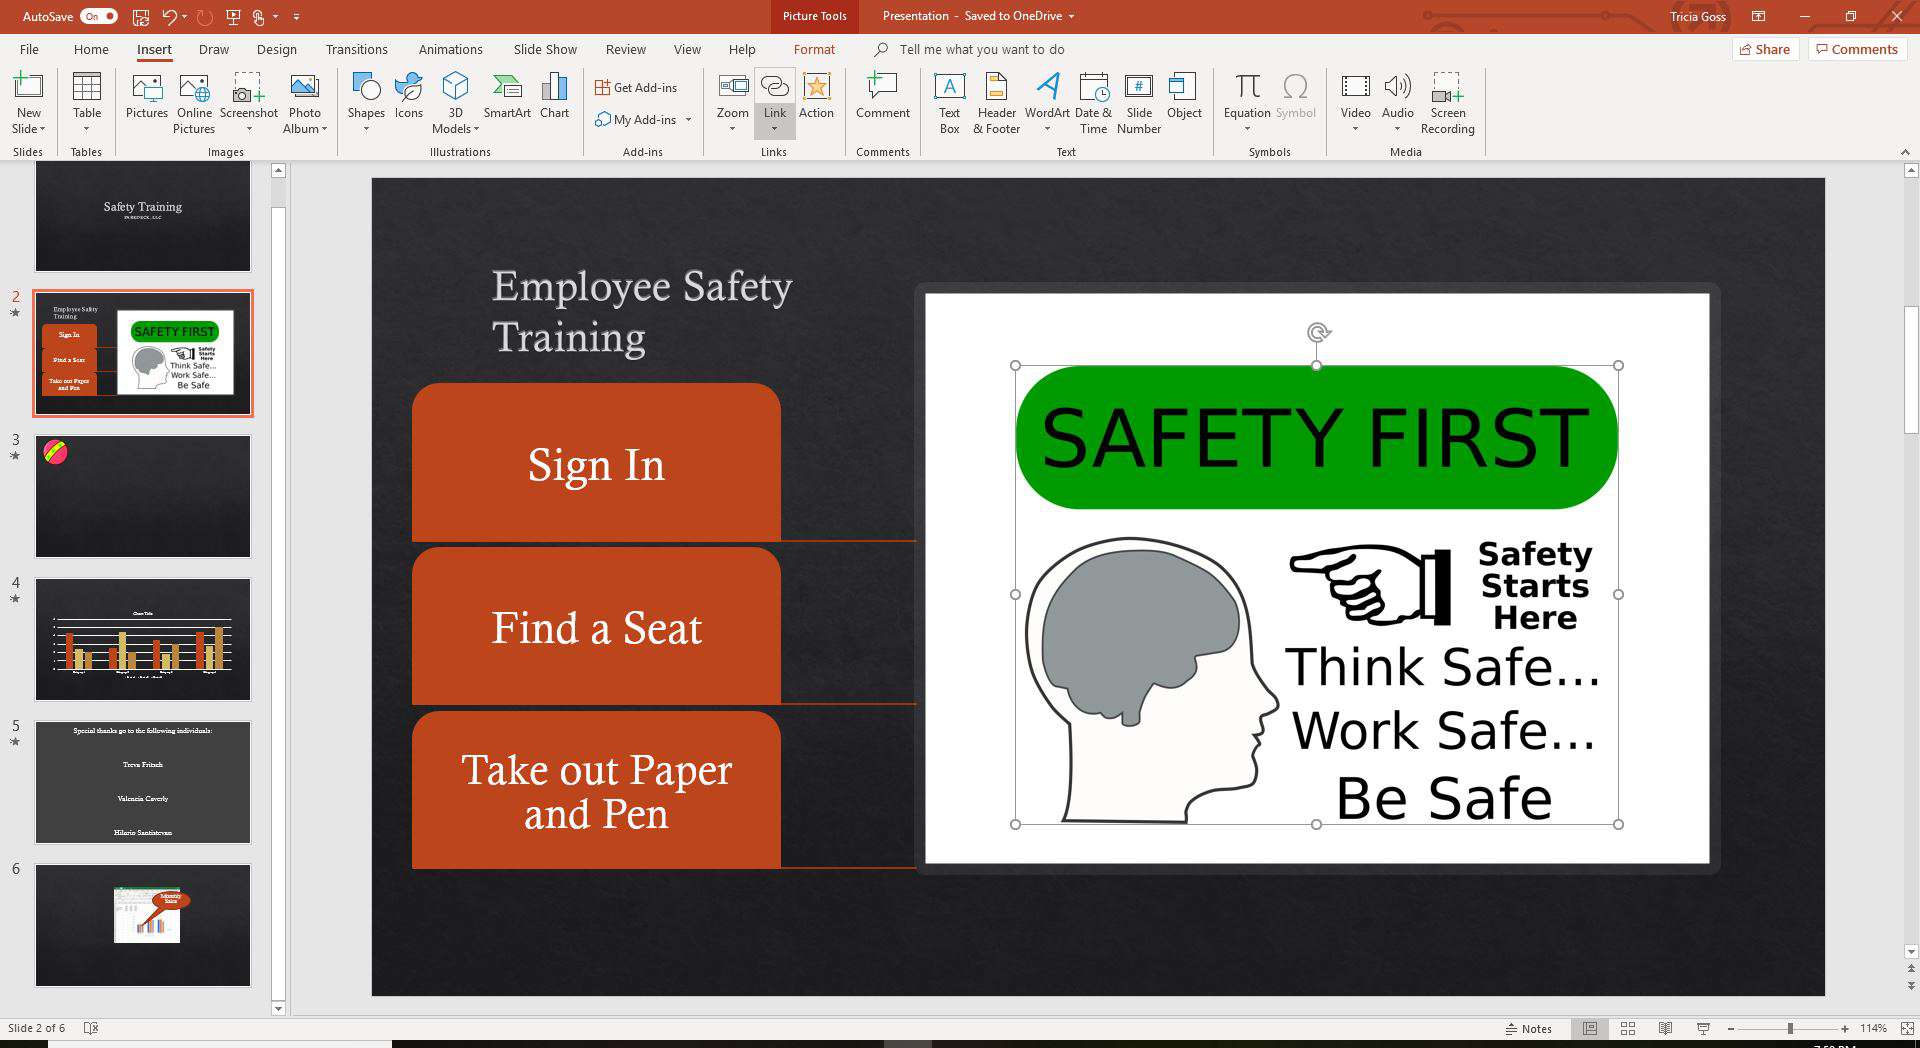 AutoSave On
Picture Tools
Presentation - Saved to OneDrive
Tricia Goss
File Home Insert Draw Design Transitions Animations Slide Show Review View Help Format Tell me what you want to do
Share Comments
New Slide
Table
Pictures
Online Pictures
Screenshot
Photo Album
Shapes
Icons
3D Models
SmartArt
Chart
Get Add-ins
My Add-ins
Zoom
Link
Action
Comment
Text Box
Header & Footer
WordArt
Date & Time
Slide Number
Object
Equation
Symbol
Video
Audio
Screen Recording
Slides Tables Images Illustrations Add-ins Links Comments Text Symbols Media
Safety Training
2
Employee Safety
Training
Sign In
Find a Seat
Take out Paper
and Pen
SAFETY FIRST
Safety
Starts
Here
Think Safe...
Work Safe...
Be Safe
3
4
Chart Title
5
Special thanks go to the following individuals:
Treva Fritsch
Valencia Caverly
Hilario Santistevan
6
Monthly
Sales
Employee Safety
Training
Sign In
Find a Seat
Take out Paper
and Pen
SAFETY FIRST
Safety
Starts
Here
Think Safe...
Work Safe...
Be Safe
Slide 2 of 6
Notes
114%